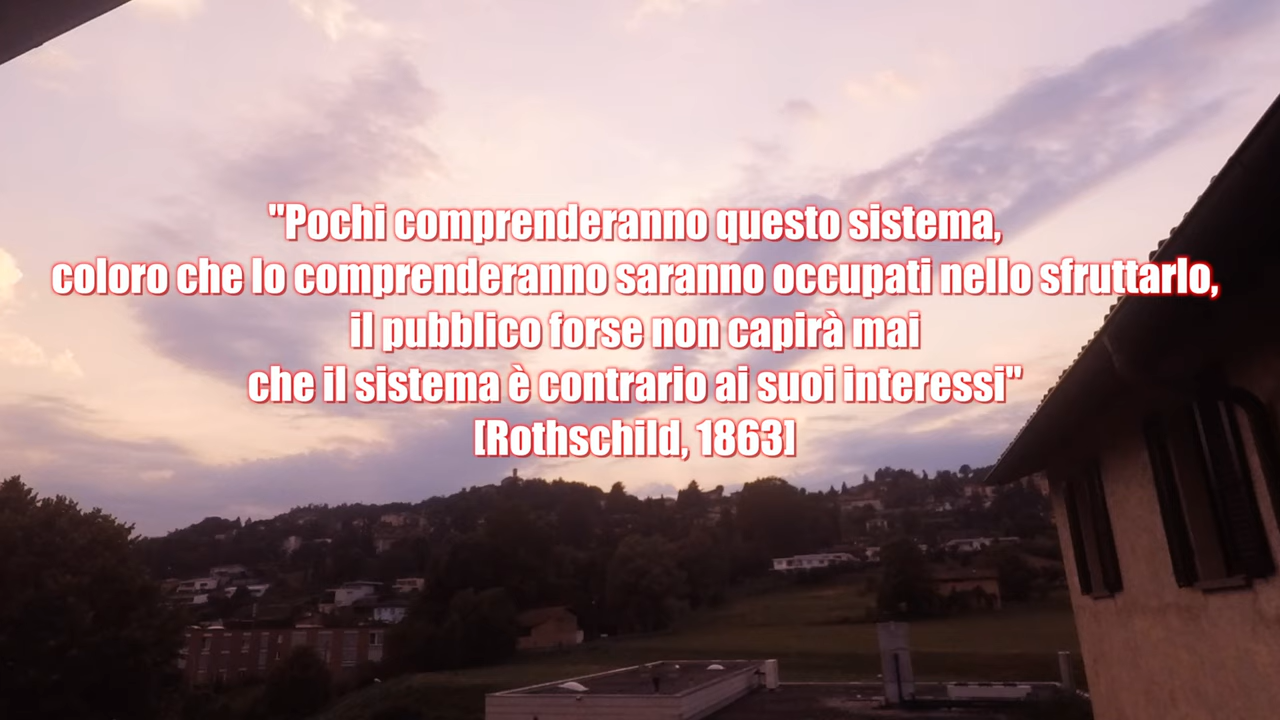 "Pochi comprenderanno questo sistema,
coloro che lo comprenderanno saranno occupati nello sfruttarlo,
il pubblico forse non capirà mai
che il sistema è contrario ai suoi interessi"
[Rothschild, 1863]